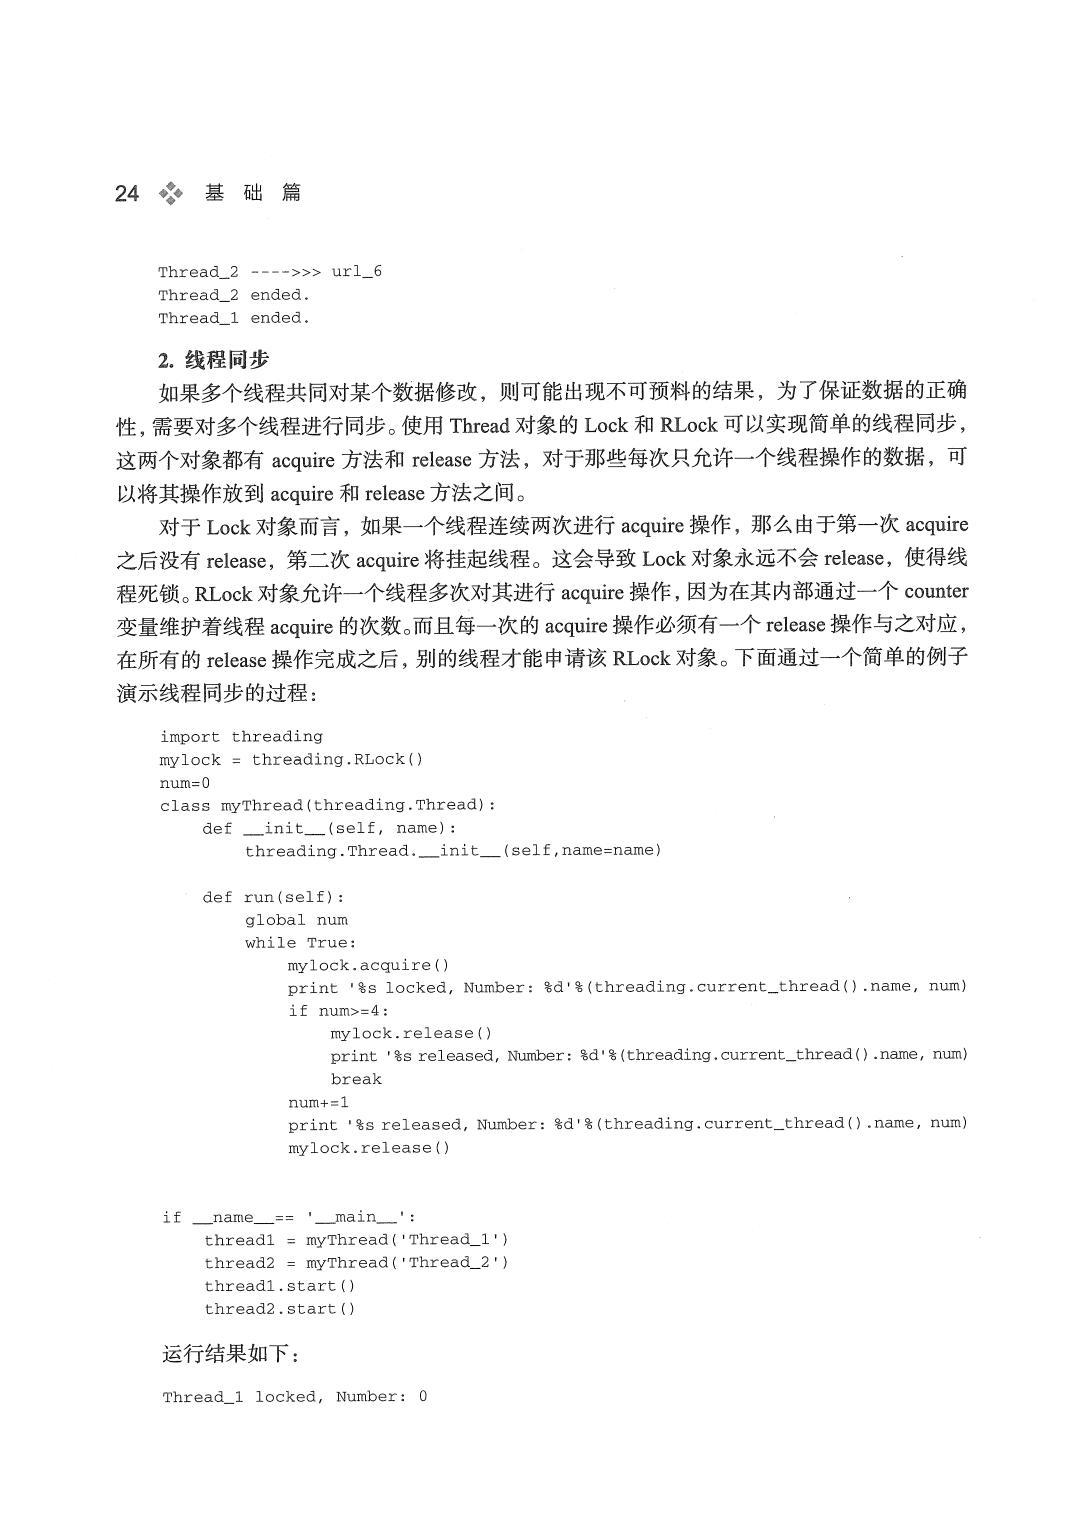 24 基 础 篇
Thread_2 ---->>> url_6
Thread_2 ended.
Thread_1 ended.
2. 线程同步
如果多个线程共同对某个数据修改，则可能出现不可预料的结果，为了保证数据的正确
性，需要对多个线程进行同步。使用 Thread 对象的 Lock 和 RLock 可以实现简单的线程同步，
这两个对象都有 acquire 方法和 release 方法，对于那些每次只允许一个线程操作的数据，可
以将其操作放到 acquire 和 release 方法之间。
对于 Lock 对象而言，如果一个线程连续两次进行 acquire 操作，那么由于第一次 acquire
之后没有 release，第二次 acquire 将挂起线程。这会导致 Lock 对象永远不会 release，使得线
程死锁。RLock 对象允许一个线程多次对其进行 acquire 操作，因为在其内部通过一个 counter
变量维护着线程 acquire 的次数。而且每一次的 acquire 操作必须有一个 release 操作与之对应，
在所有的 release 操作完成之后，别的线程才能申请该 RLock 对象。下面通过一个简单的例子
演示线程同步的过程：
import threading
mylock = threading.RLock()
num=0
class myThread(threading.Thread):
    def __init__(self, name):
        threading.Thread.__init__(self,name=name)
    def run(self):
        global num
        while True:
            mylock.acquire()
            print '%s locked, Number: %d'%(threading.current_thread().name, num)
            if num>=4:
                mylock.release()
                print '%s released, Number: %d'%(threading.current_thread().name, num)
                break
            num+=1
            print '%s released, Number: %d'%(threading.current_thread().name, num)
            mylock.release()
if __name__== '__main__':
    thread1 = myThread('Thread_1')
    thread2 = myThread('Thread_2')
    thread1.start()
    thread2.start()
运行结果如下：
Thread_1 locked, Number: 0